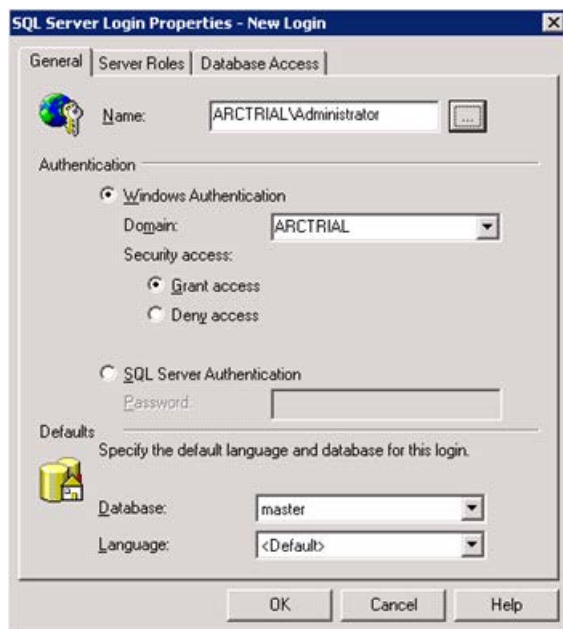 SQL Server Login Properties - New Login
General Server Roles Database Access
Name: ARCTRIAL\Administrator ...
Authentication
Windows Authentication
Domain: ARCTRIAL
Security access:
Grant access
Deny access
SQL Server Authentication
Password:
Defaults
Specify the default language and database for this login.
Database: master
Language: <Default>
OK Cancel Help